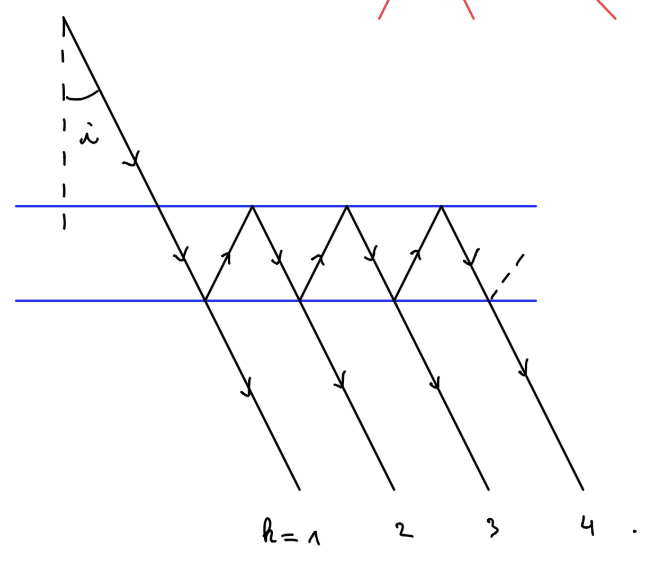 i
k = 1 2 3 4 .